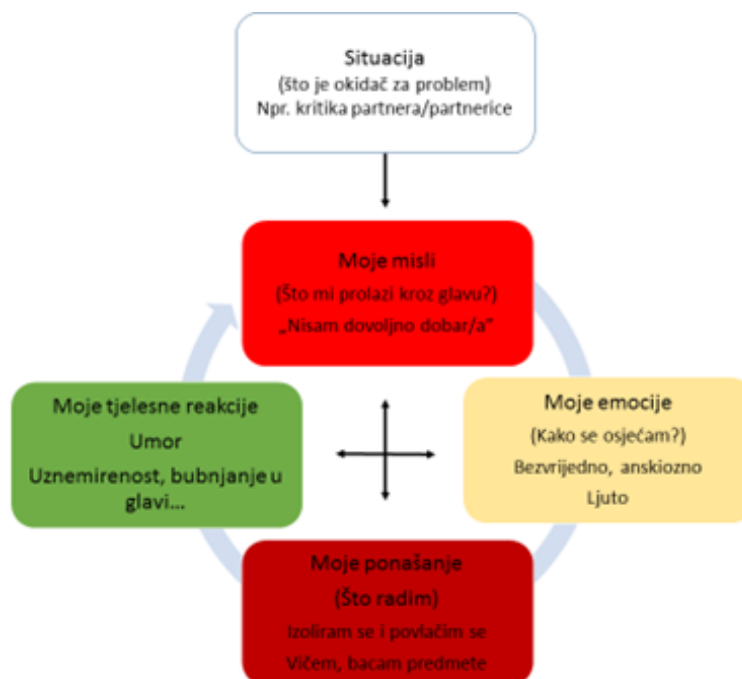 Situacija
(što je okidač za problem)
Npr. kritika partnera/partnerice
Moje misli
(Što mi prolazi kroz glavu?)
„Nisam dovoljno dobar/a"
Moje tjelesne reakcije
Umor
Uznemirenost, bubnjanje u
glavi...
Moje emocije
(Kako se osjećam?)
Bezvrijedno, anskiozno
Ljuto
Moje ponašanje
(Što radim)
Izoliram se i povlačim se
Vičem, bacam predmete